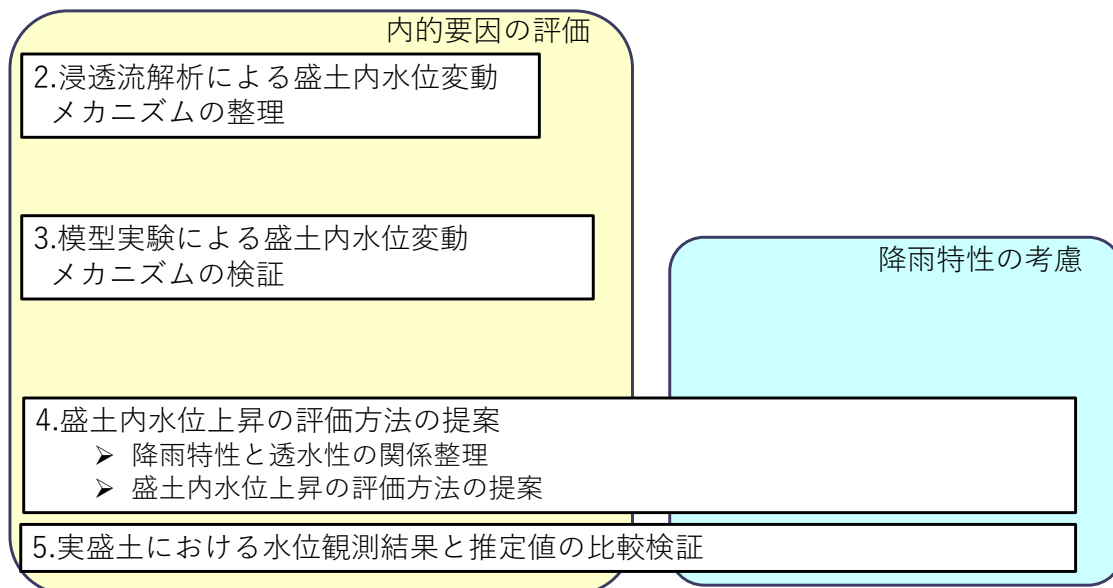 内的要因の評価
2.浸透流解析による盛土内水位変動
メカニズムの整理
3.模型実験による盛土内水位変動
メカニズムの検証
降雨特性の考慮
4.盛土内水位上昇の評価方法の提案
➢ 降雨特性と透水性の関係整理
➢ 盛土内水位上昇の評価方法の提案
5.実盛土における水位観測結果と推定値の比較検証